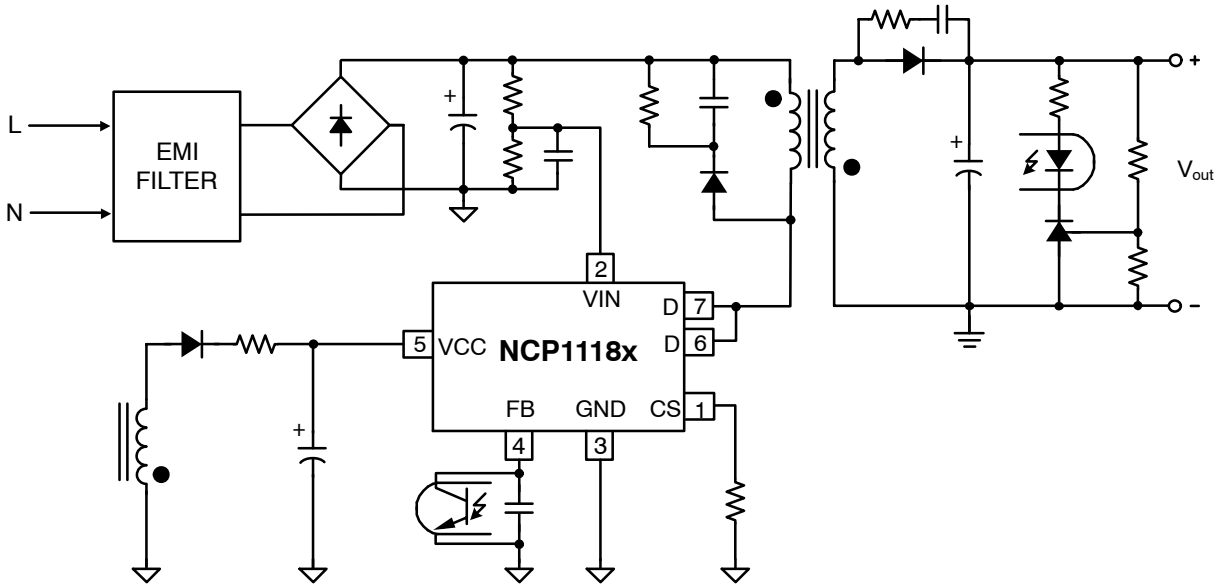 L
N
EMI
FILTER
+
+
+
−
V_out
2
VIN
D 7
D 6
5 VCC
NCP1118x
FB
GND
CS 1
4
3
+